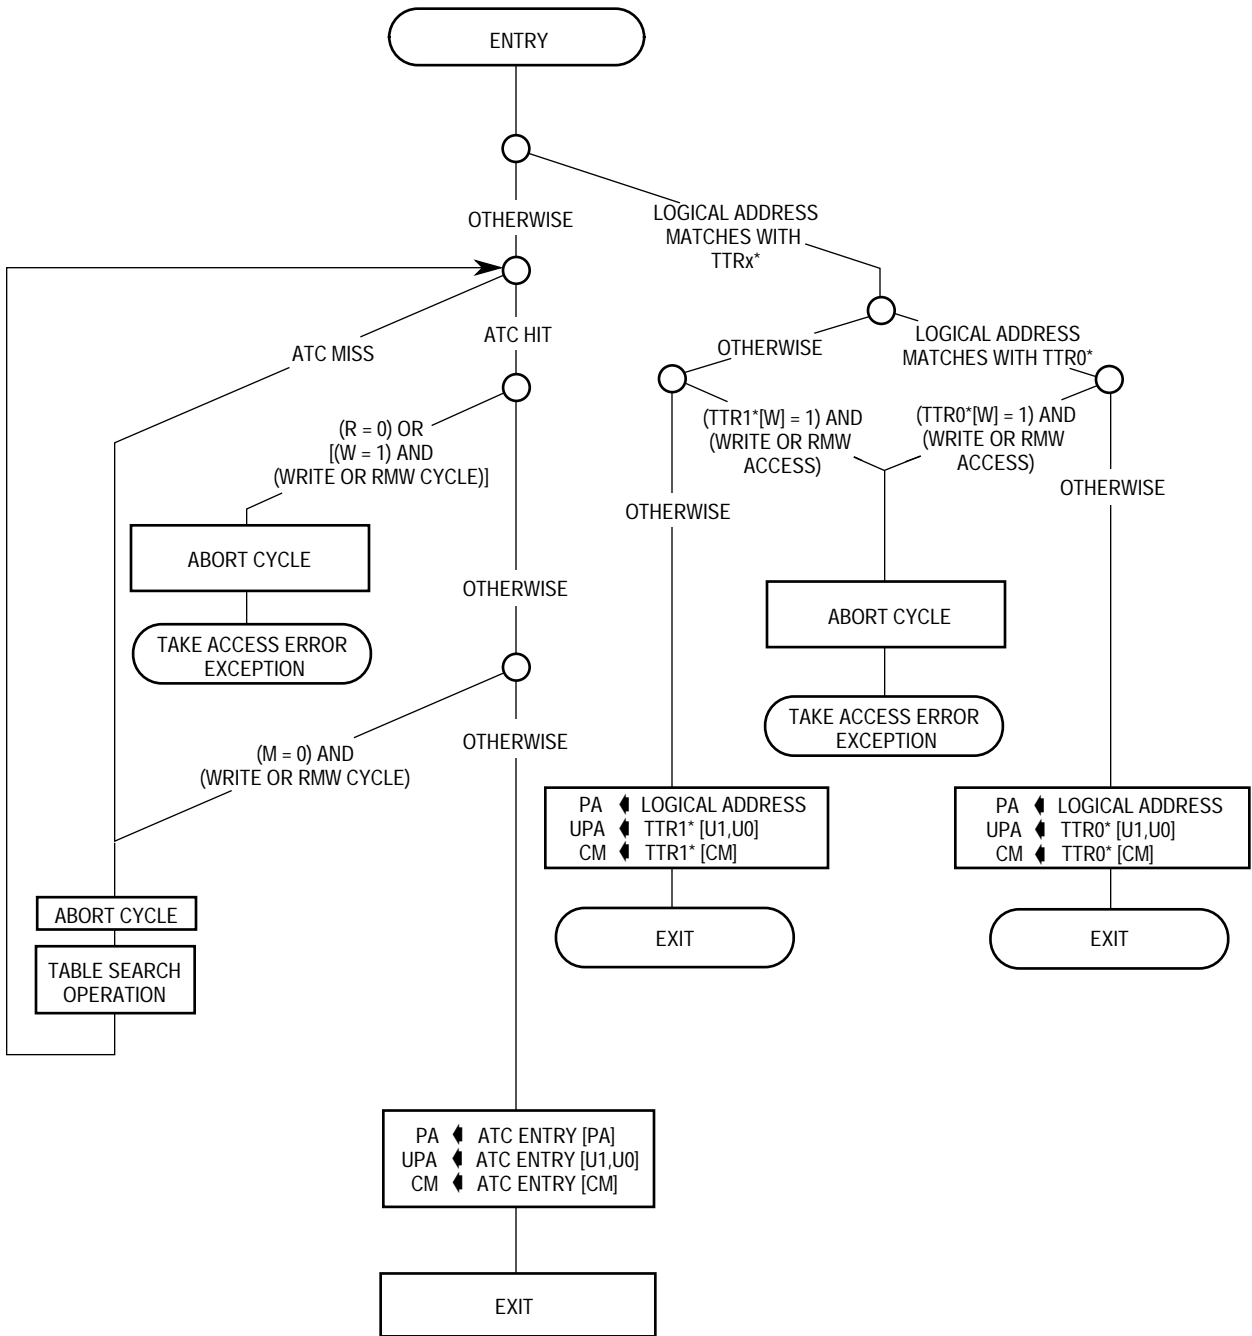 ENTRY
OTHERWISE
LOGICAL ADDRESS
MATCHES WITH
TTRx*
ATC MISS
ATC HIT
OTHERWISE
LOGICAL ADDRESS
MATCHES WITH TTR0*
(R = 0) OR
[(W = 1) AND
(WRITE OR RMW CYCLE)]
(TTR1*[W] = 1) AND
(WRITE OR RMW
ACCESS)
(TTR0*[W] = 1) AND
(WRITE OR RMW
ACCESS)
OTHERWISE
OTHERWISE
ABORT CYCLE
OTHERWISE
ABORT CYCLE
TAKE ACCESS ERROR
EXCEPTION
TAKE ACCESS ERROR
EXCEPTION
(M = 0) AND
(WRITE OR RMW CYCLE)
OTHERWISE
PA LOGICAL ADDRESS
UPA TTR1* [U1,U0]
CM TTR1* [CM]
PA LOGICAL ADDRESS
UPA TTR0* [U1,U0]
CM TTR0* [CM]
ABORT CYCLE
TABLE SEARCH
OPERATION
EXIT
EXIT
PA ATC ENTRY [PA]
UPA ATC ENTRY [U1,U0]
CM ATC ENTRY [CM]
EXIT